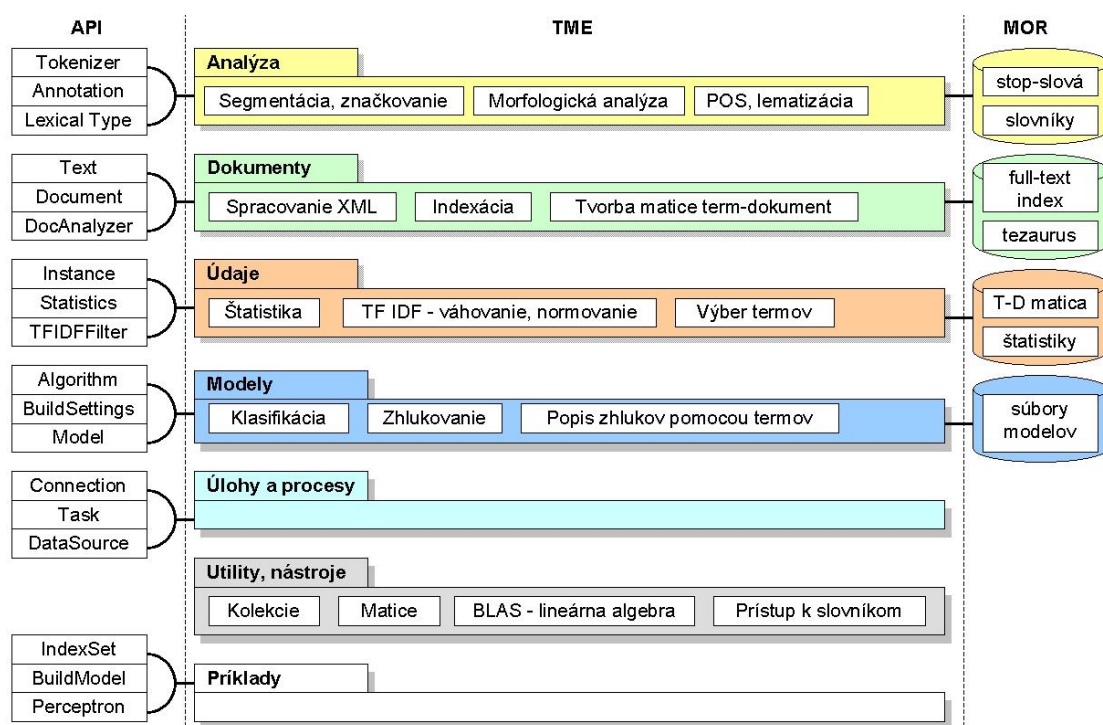 API
TME
MOR
Tokenizer
Annotation
Lexical Type
Analýza
Segmentácia, značkovanie
Morfologická analýza
POS, lematizácia
stop-slová
slovníky
Text
Document
DocAnalyzer
Dokumenty
Spracovanie XML
Indexácia
Tvorba matice term-dokument
full-text
index
tezaurus
Instance
Statistics
TFIDFFilter
Údaje
Štatistika
TF IDF - váhovanie, normovanie
Výber termov
T-D matica
štatistiky
Algorithm
BuildSettings
Model
Modely
Klasifikácia
Zhlukovanie
Popis zhlukov pomocou termov
súbory
modelov
Connection
Task
DataSource
Úlohy a procesy
Utility, nástroje
Kolekcie
Matice
BLAS - lineárna algebra
Prístup k slovníkom
IndexSet
BuildModel
Perceptron
Príklady